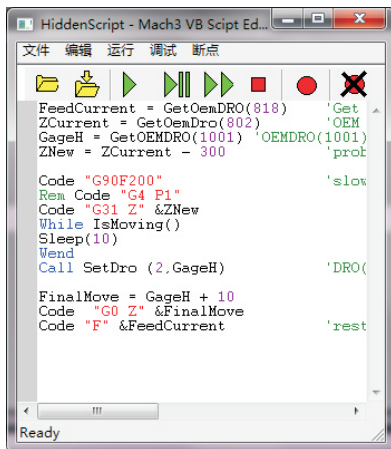 HiddenScript - Mach3 VB Scipt Ed...
文件 编辑 运行 调试 断点
FeedCurrent = GetOemDRO(818) 'Get
ZCurrent = GetOemDro(802) 'OEM
GageH = GetOEMDRO(1001) 'OEMDRO(1001)
ZNew = ZCurrent - 300 'prob
Code "G90F200" 'slow
Rem Code "G4 P1"
Code "G31 Z" &ZNew
While IsMoving()
Sleep(10)
Wend
Call SetDro (2,GageH) 'DRO(
FinalMove = GageH + 10
Code "G0 Z" &FinalMove
Code "F" &FeedCurrent 'rest
Ready